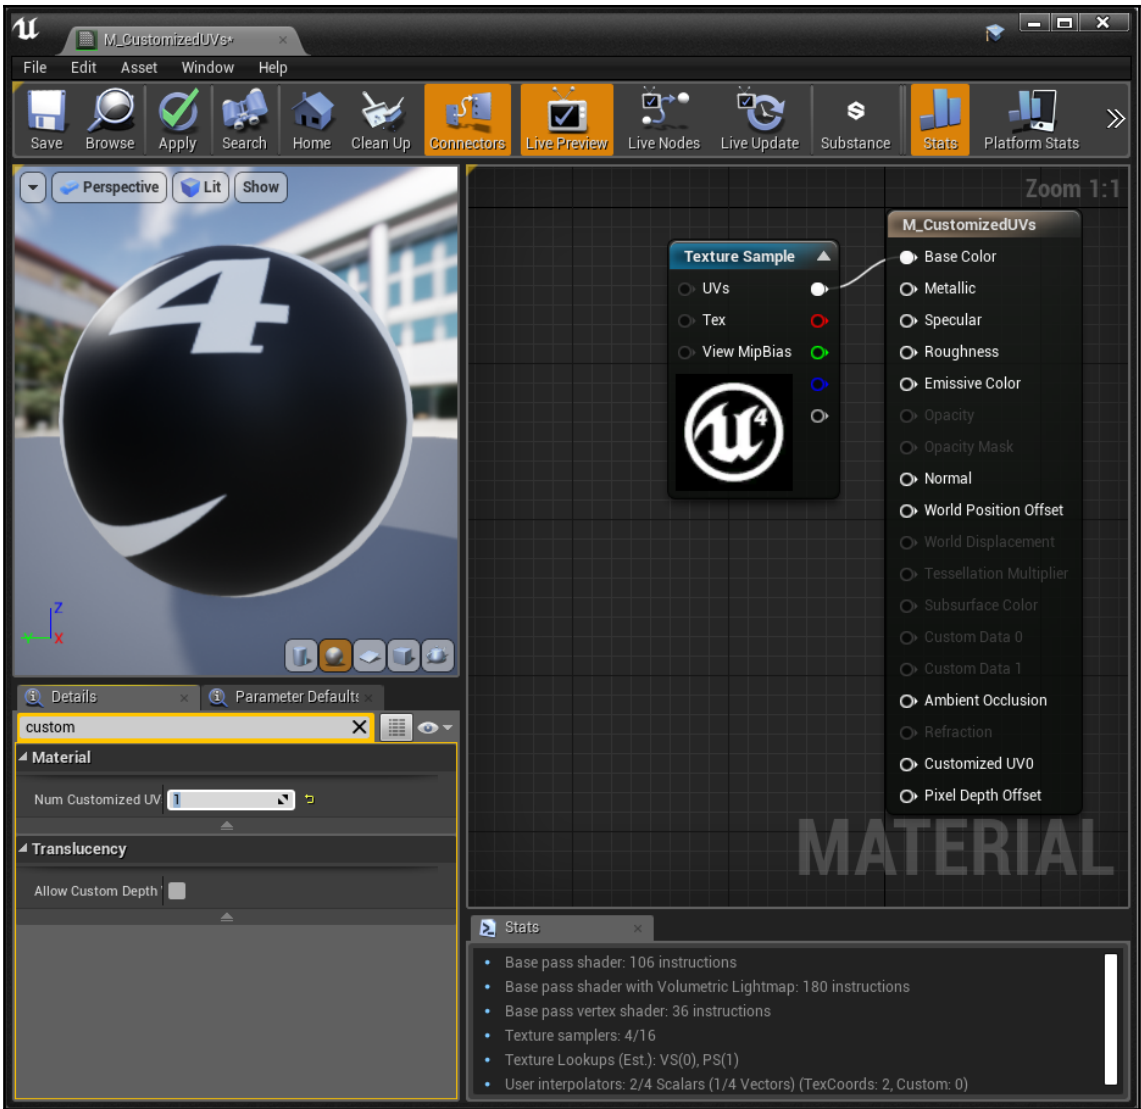 M_CustomizedUVs*
File Edit Asset Window Help
Save Browse Apply Search Home Clean Up Connectors Live Preview Live Nodes Live Update Substance Stats Platform Stats
Perspective Lit Show
4
Z
Y X
Zoom 1:1
M_CustomizedUVs
Texture Sample
Base Color
UVs
Metallic
Tex
Specular
View MipBias
Roughness
Emissive Color
u4
Opacity
Opacity Mask
Normal
World Position Offset
World Displacement
Tessellation Multiplier
Subsurface Color
Custom Data 0
Custom Data 1
Ambient Occlusion
Refraction
Customized UV0
Pixel Depth Offset
MATERIAL
Details Parameter Defaults
custom
Material
Num Customized UV 1
Translucency
Allow Custom Depth
Stats
Base pass shader: 106 instructions
Base pass shader with Volumetric Lightmap: 180 instructions
Base pass vertex shader: 36 instructions
Texture samplers: 4/16
Texture Lookups (Est.): VS(0), PS(1)
User interpolators: 2/4 Scalars (1/4 Vectors) (TexCoords: 2, Custom: 0)